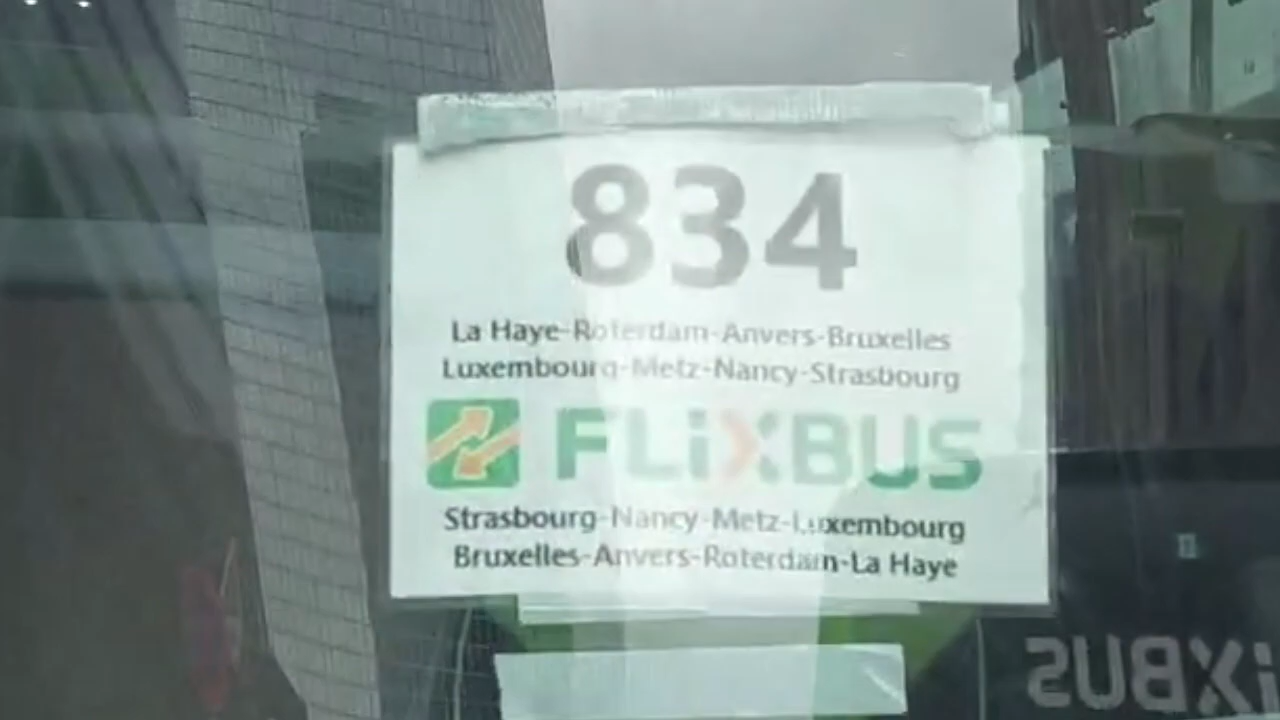 834
La Haye-Roterdam-Anvers-Bruxelles
Luxembourg-Metz-Nancy-Strasbourg
FLiXBUS
Strasbourg-Nancy-Metz-Luxembourg
Bruxelles-Anvers-Roterdam-La Haye
iXBUS